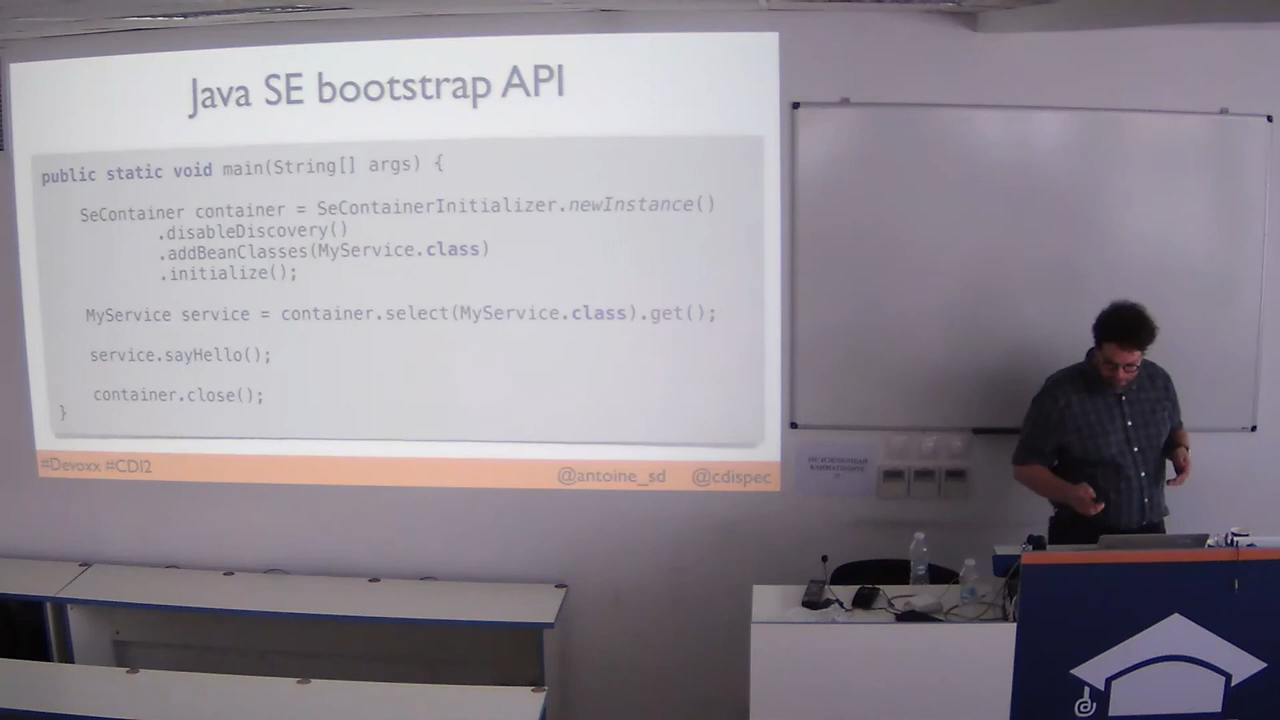 Java SE bootstrap API
public static void main(String[] args) {
SeContainer container = SeContainerInitializer.newInstance()
.disableDiscovery()
.addBeanClasses(MyService.class)
.initialize();
MyService service = container.select(MyService.class).get();
service.sayHello();
container.close();
}
#Devoxx #CDI2
@antoine_sd @cdispec